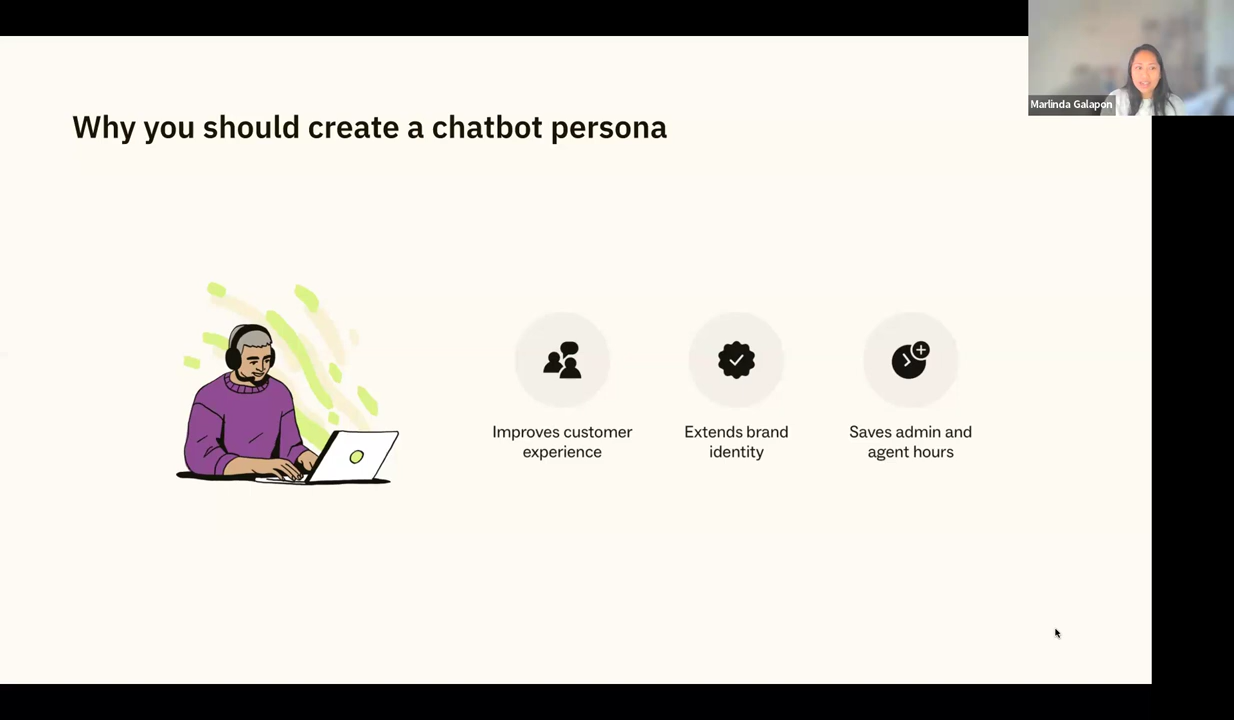 Marlinda Galapon
Why you should create a chatbot persona
Improves customer
experience
Extends brand
identity
Saves admin and
agent hours